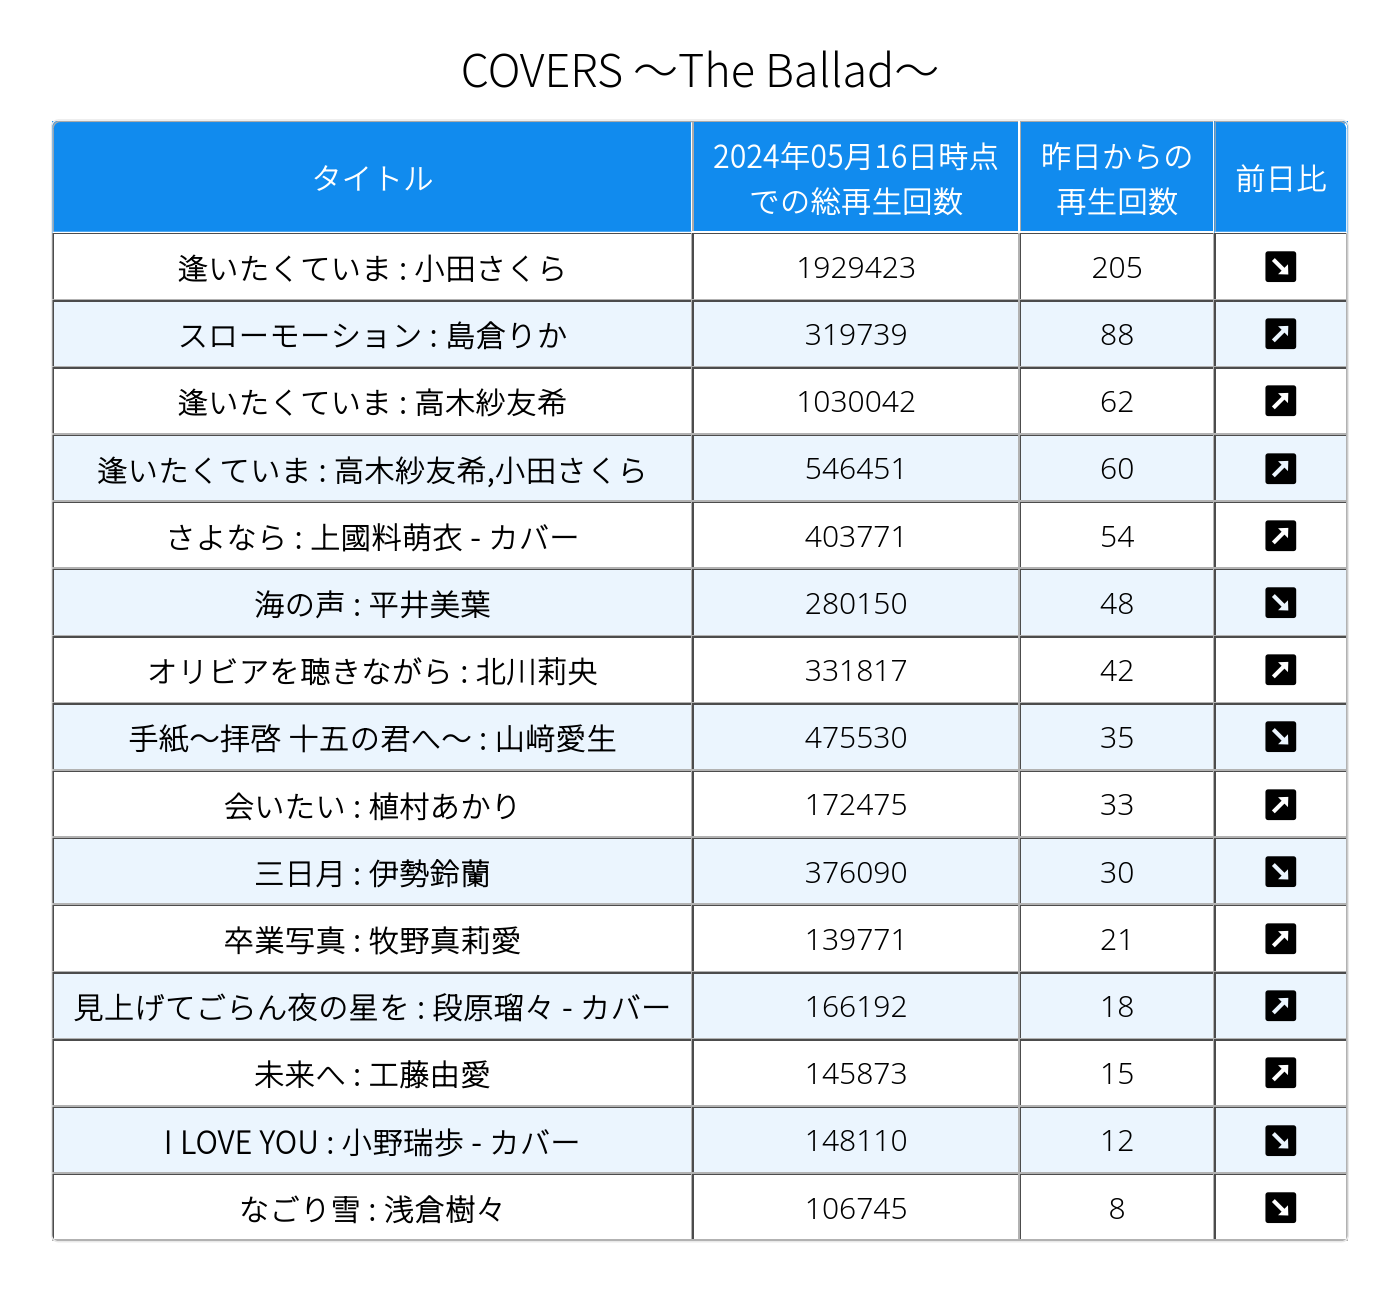 COVERS ～The Ballad～
タイトル 2024年05月16日時点での総再生回数 昨日からの再生回数 前日比
逢いたくていま : 小田さくら 1929423 205
スローモーション : 島倉りか 319739 88
逢いたくていま : 高木紗友希 1030042 62
逢いたくていま : 高木紗友希,小田さくら 546451 60
さよなら : 上國料萌衣 - カバー 403771 54
海の声 : 平井美葉 280150 48
オリビアを聴きながら : 北川莉央 331817 42
手紙～拝啓 十五の君へ～ : 山﨑愛生 475530 35
会いたい : 植村あかり 172475 33
三日月 : 伊勢鈴蘭 376090 30
卒業写真 : 牧野真莉愛 139771 21
見上げてごらん夜の星を : 段原瑠々 - カバー 166192 18
未来へ : 工藤由愛 145873 15
I LOVE YOU : 小野瑞歩 - カバー 148110 12
なごり雪 : 浅倉樹々 106745 8